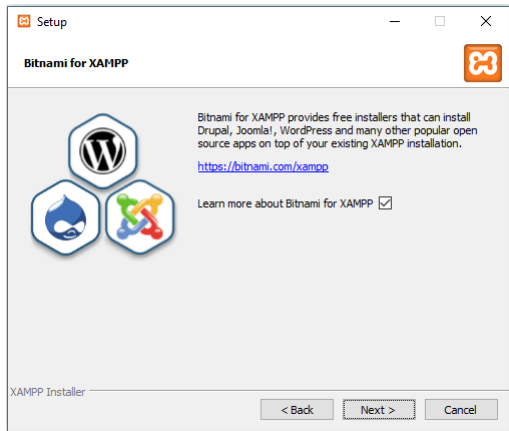 Setup
Bitnami for XAMPP
Bitnami for XAMPP provides free installers that can install
Drupal, Joomla!, WordPress and many other popular open
source apps on top of your existing XAMPP installation.
https://bitnami.com/xampp
Learn more about Bitnami for XAMPP
XAMPP Installer
< Back
Next >
Cancel